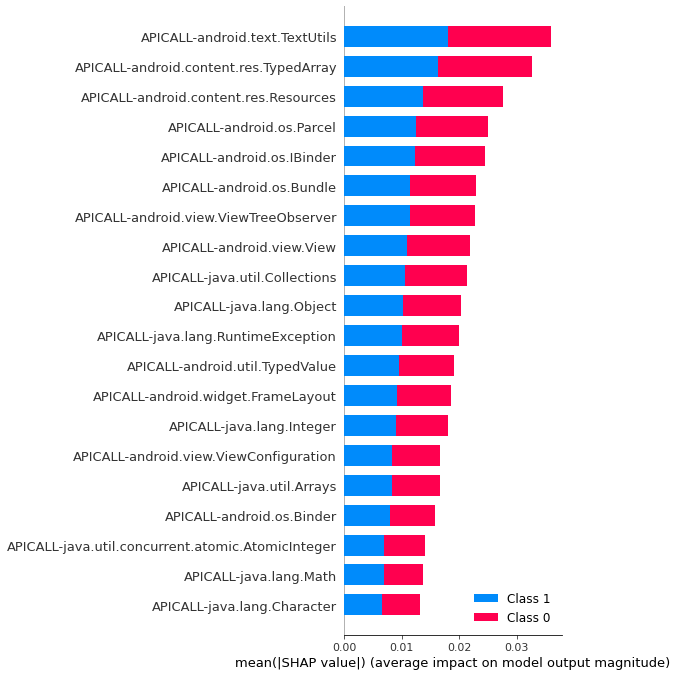 APICALL-android.text.TextUtils
APICALL-android.content.res.TypedArray
APICALL-android.content.res.Resources
APICALL-android.os.Parcel
APICALL-android.os.IBinder
APICALL-android.os.Bundle
APICALL-android.view.ViewTreeObserver
APICALL-android.view.View
APICALL-java.util.Collections
APICALL-java.lang.Object
APICALL-java.lang.RuntimeException
APICALL-android.util.TypedValue
APICALL-android.widget.FrameLayout
APICALL-java.lang.Integer
APICALL-android.view.ViewConfiguration
APICALL-java.util.Arrays
APICALL-android.os.Binder
APICALL-java.util.concurrent.atomic.AtomicInteger
APICALL-java.lang.Math
APICALL-java.lang.Character
Class 1
Class 0
0.00 0.01 0.02 0.03
mean(|SHAP value|) (average impact on model output magnitude)